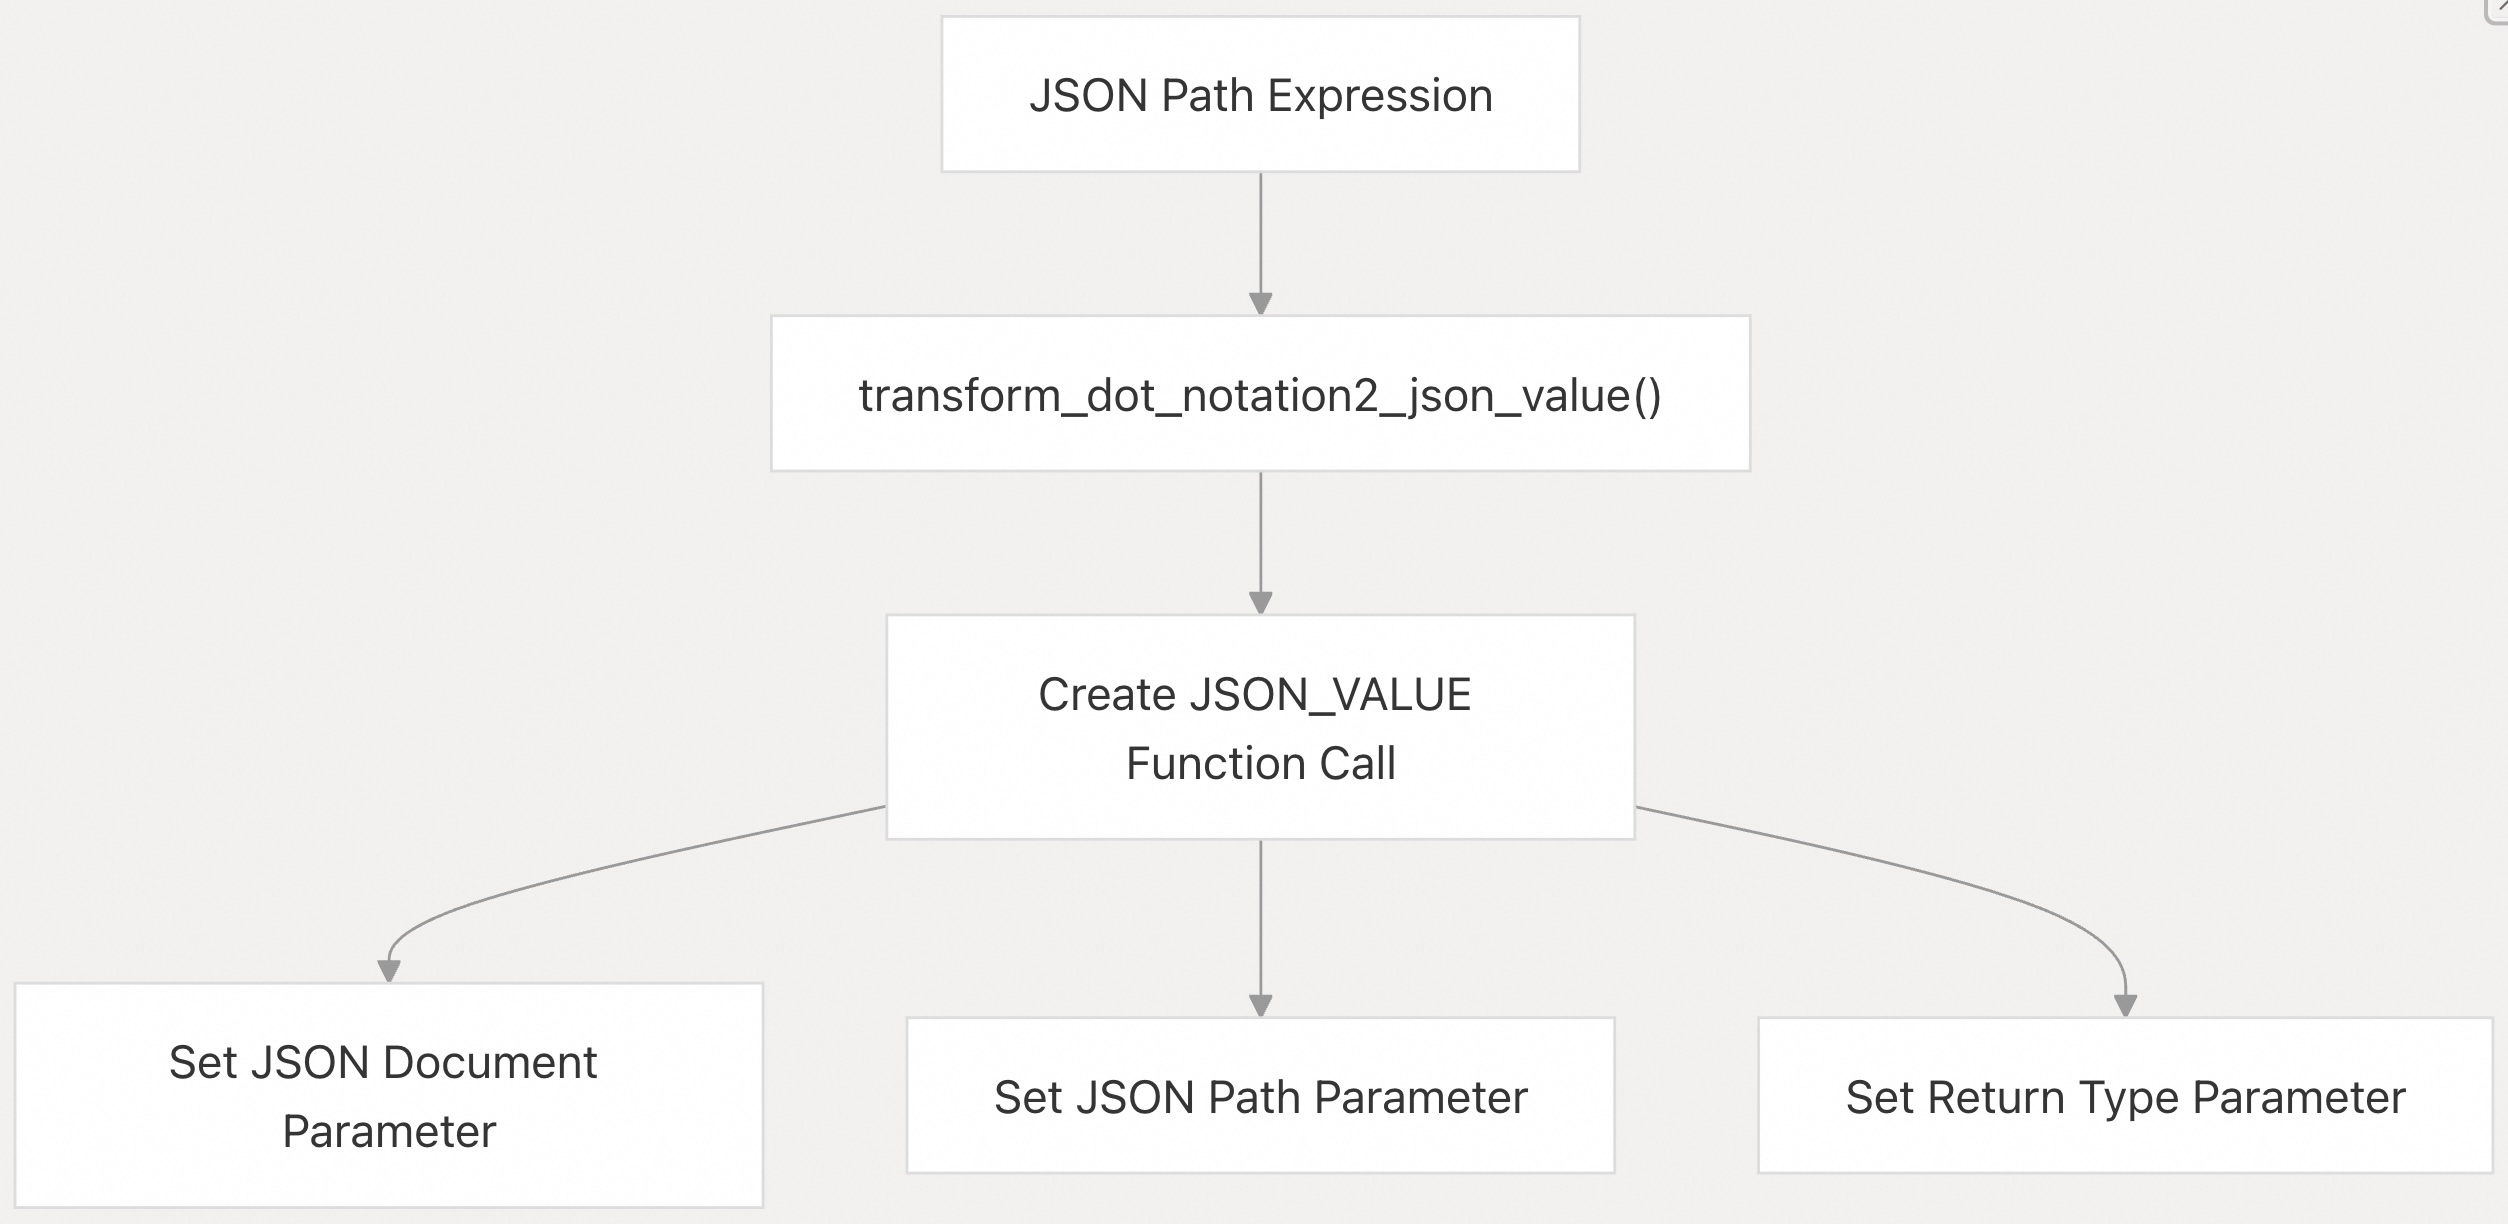 JSON Path Expression
transform_dot_notation2_json_value()
Create JSON_VALUE
Function Call
Set JSON Document
Parameter
Set JSON Path Parameter
Set Return Type Parameter